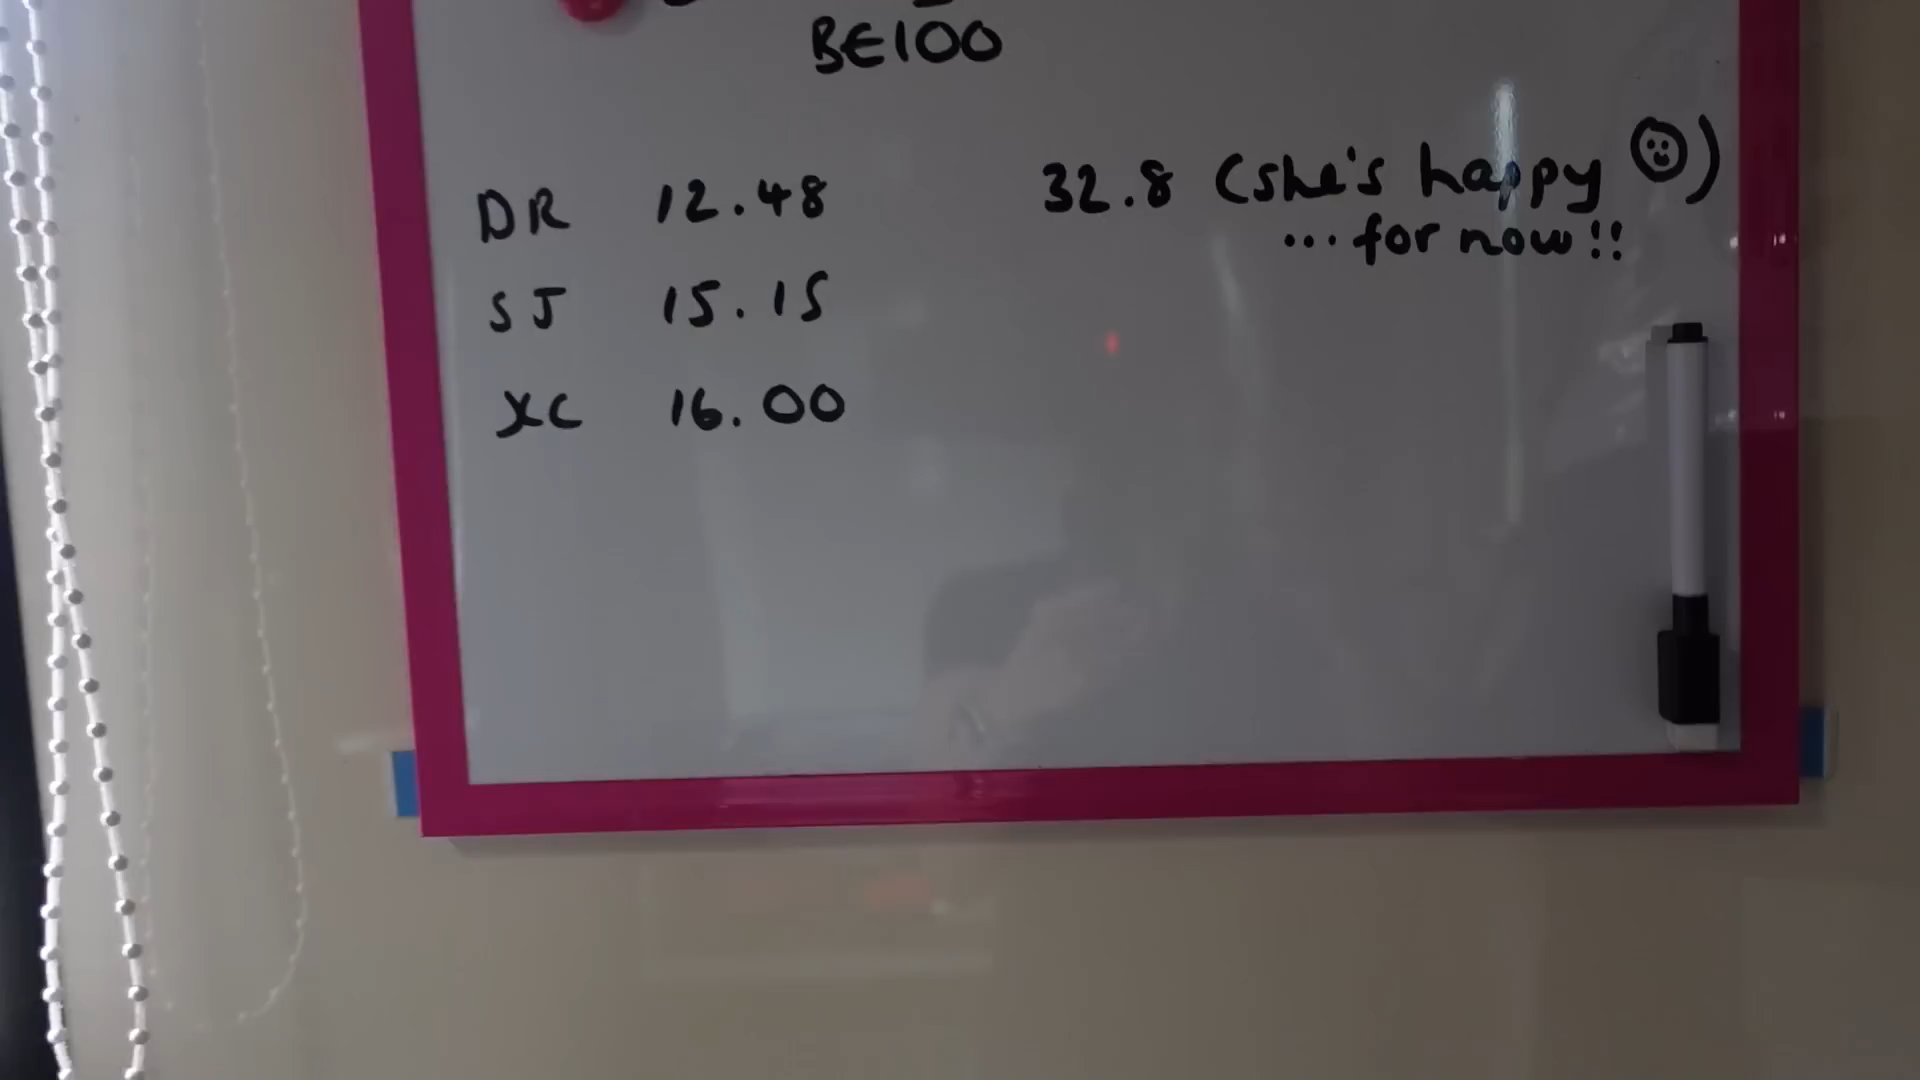 BE100
DR 12.48 32.8 (she's happy ☺)
... for now!!
SJ 15.15
XC 16.00